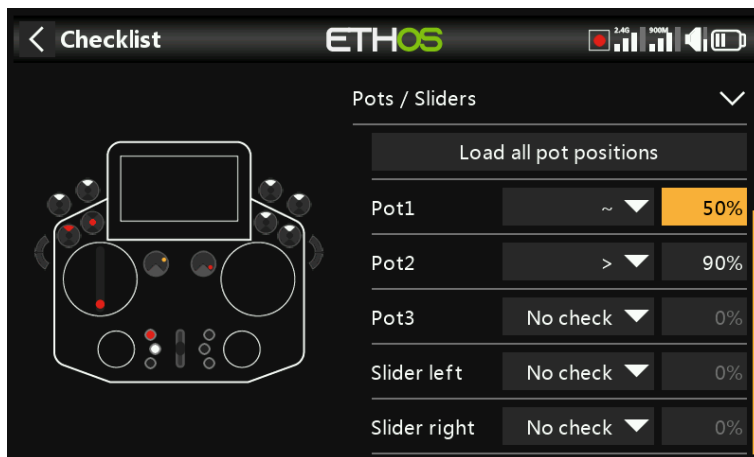 Checklist
ETHOS
2.4G 900M
Pots / Sliders
Load all pot positions
Pot1 ~ 50%
Pot2 > 90%
Pot3 No check 0%
Slider left No check 0%
Slider right No check 0%